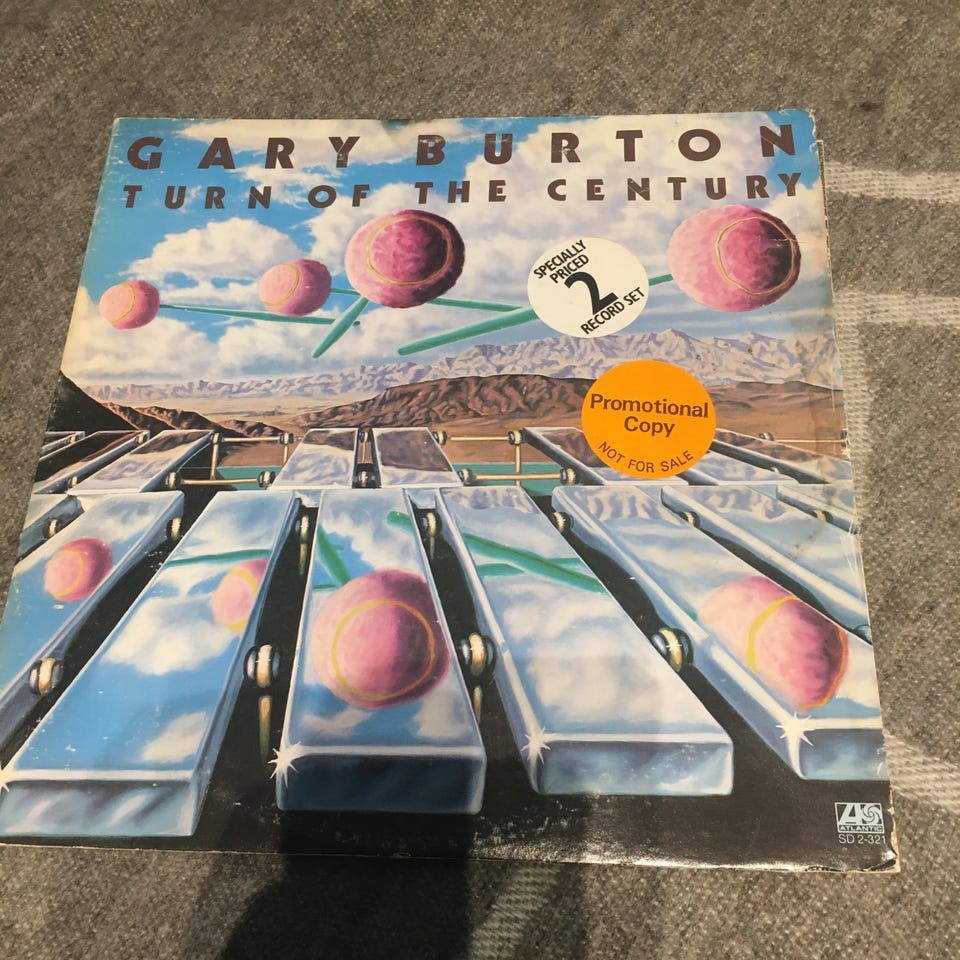 GARY BURTON
TURN OF THE CENTURY
SPECIALLY
PRICED
2
RECORD SET
Promotional
Copy
NOT FOR SALE
ATLANTIC
SD 2-321